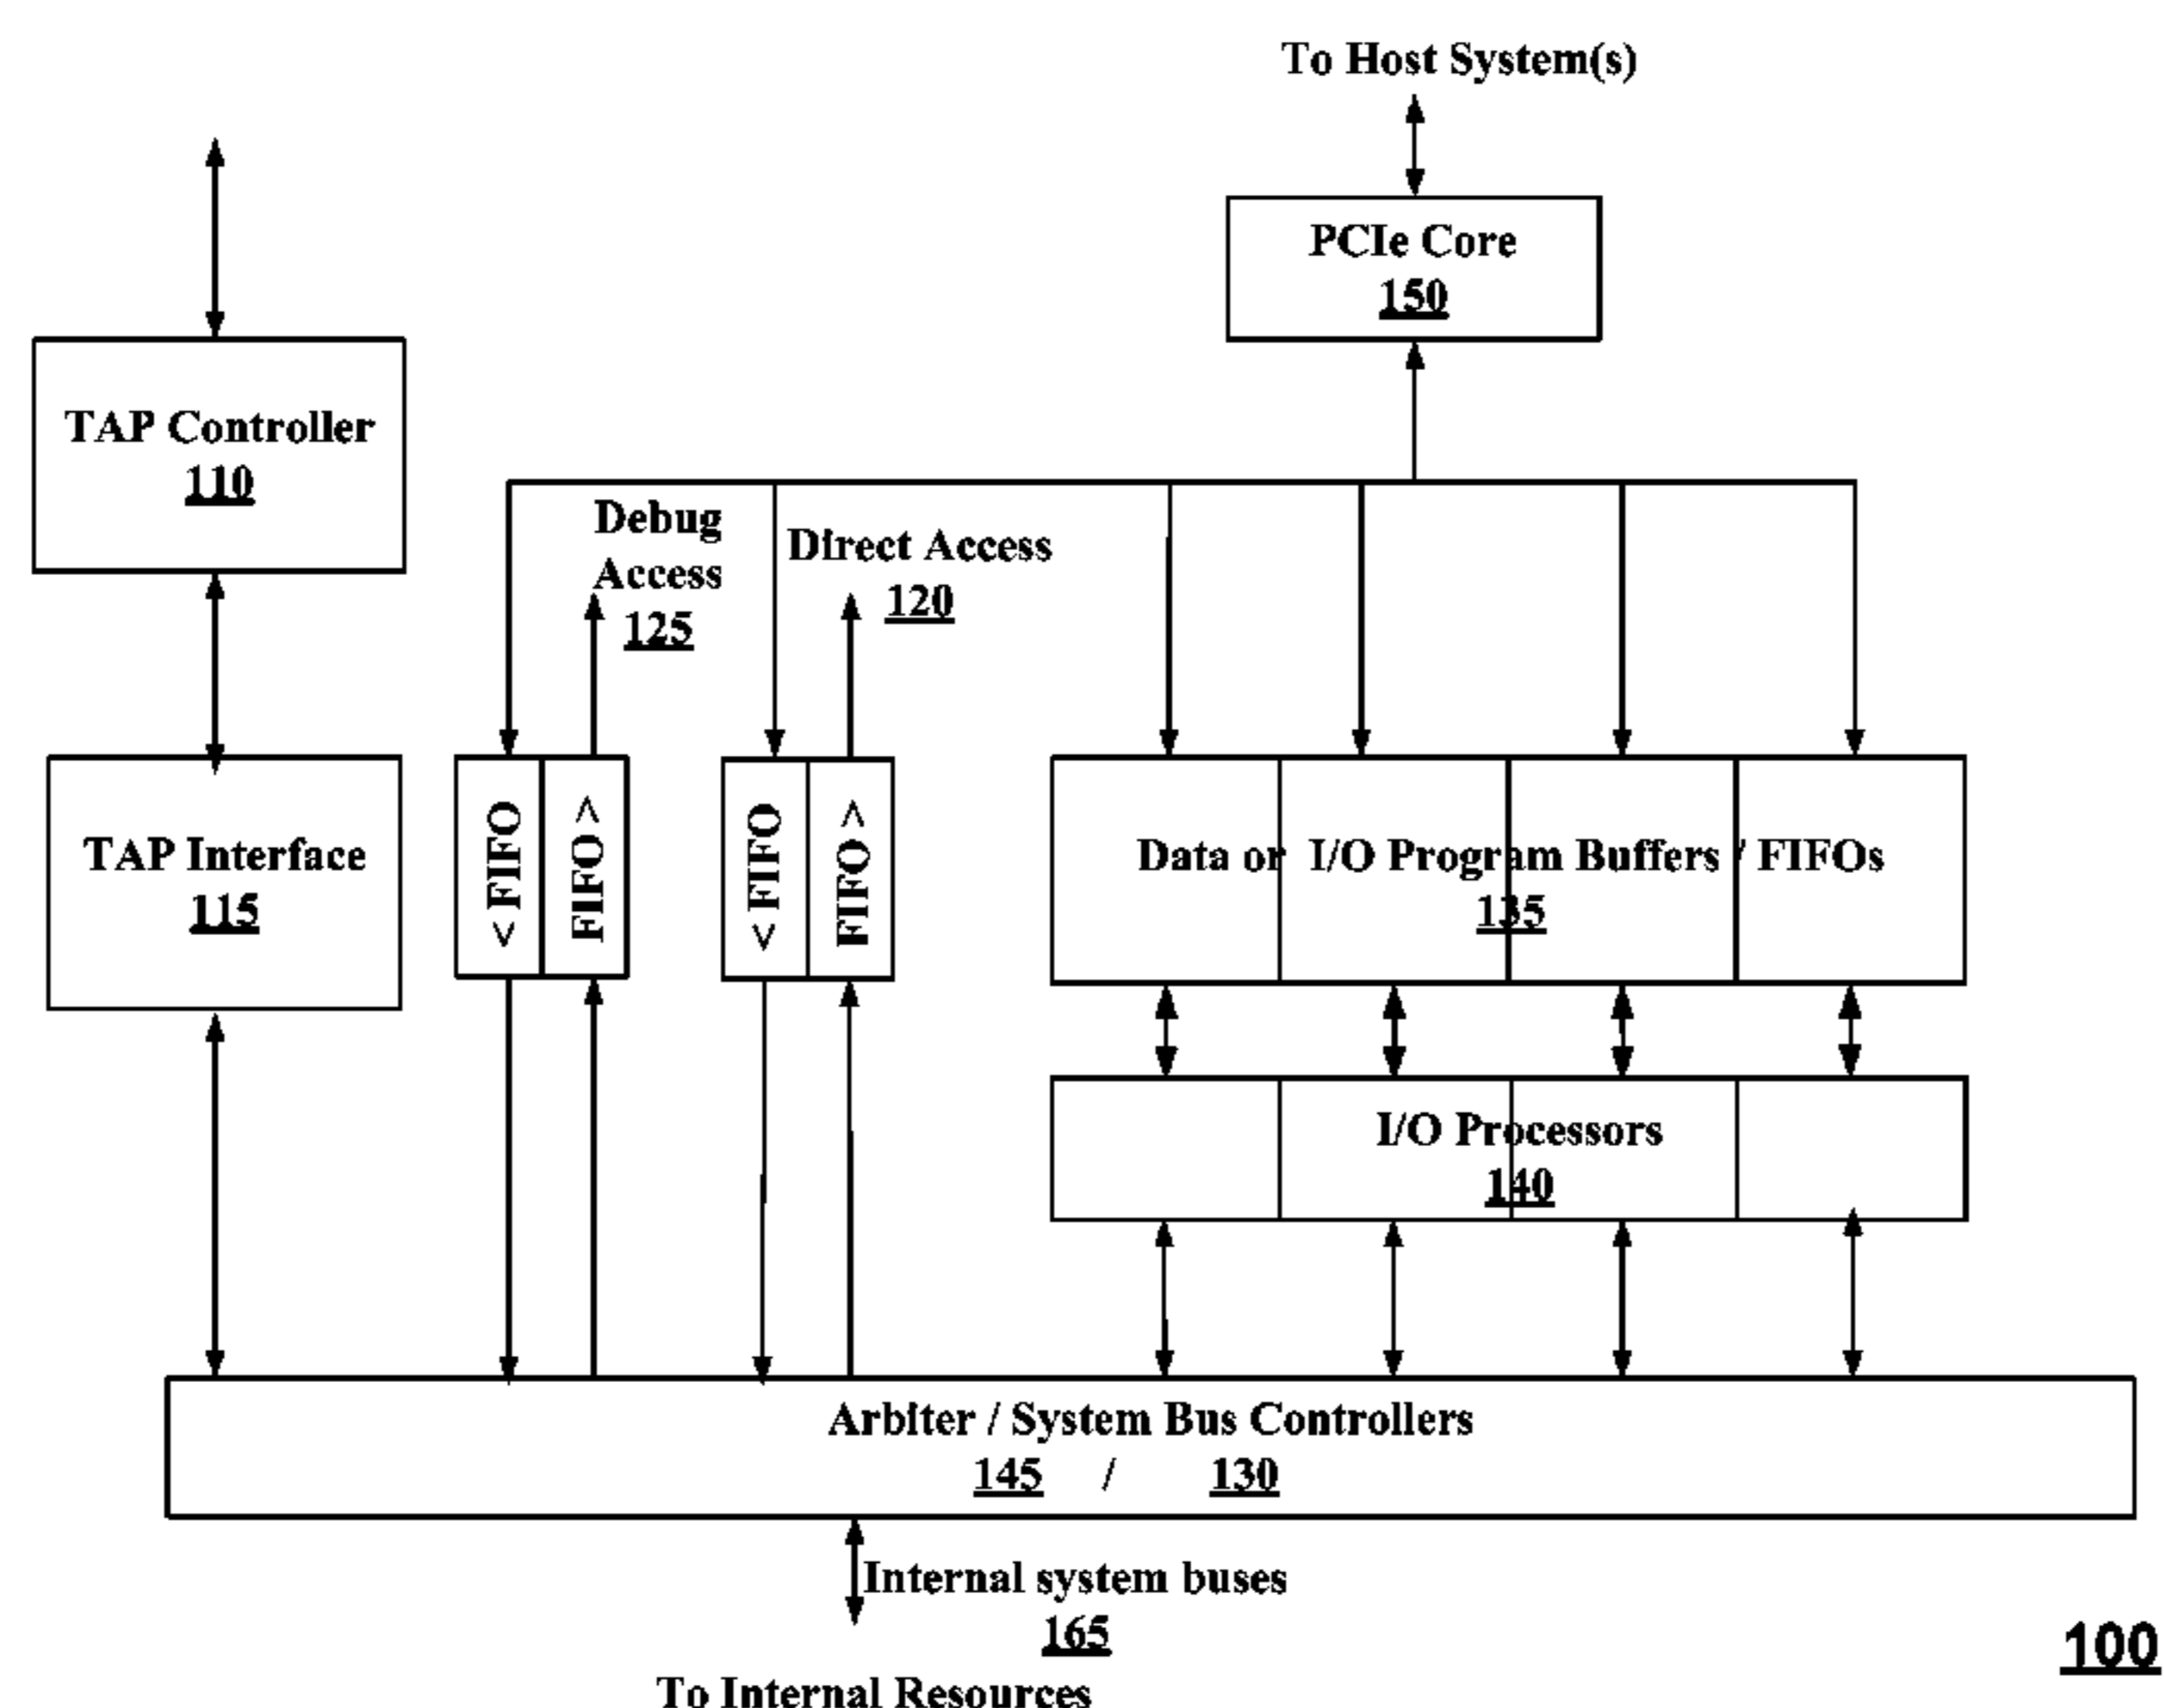 To Host System(s)
PCIe Core
150
TAP Controller
110
Debug
Access
125
Direct Access
120
TAP Interface
115
< FIFO
FIFO >
< FIFO
FIFO >
Data or I/O Program Buffers / FIFOs
135
I/O Processors
140
Arbiter / System Bus Controllers
145 / 130
Internal system buses
165
To Internal Resources
100